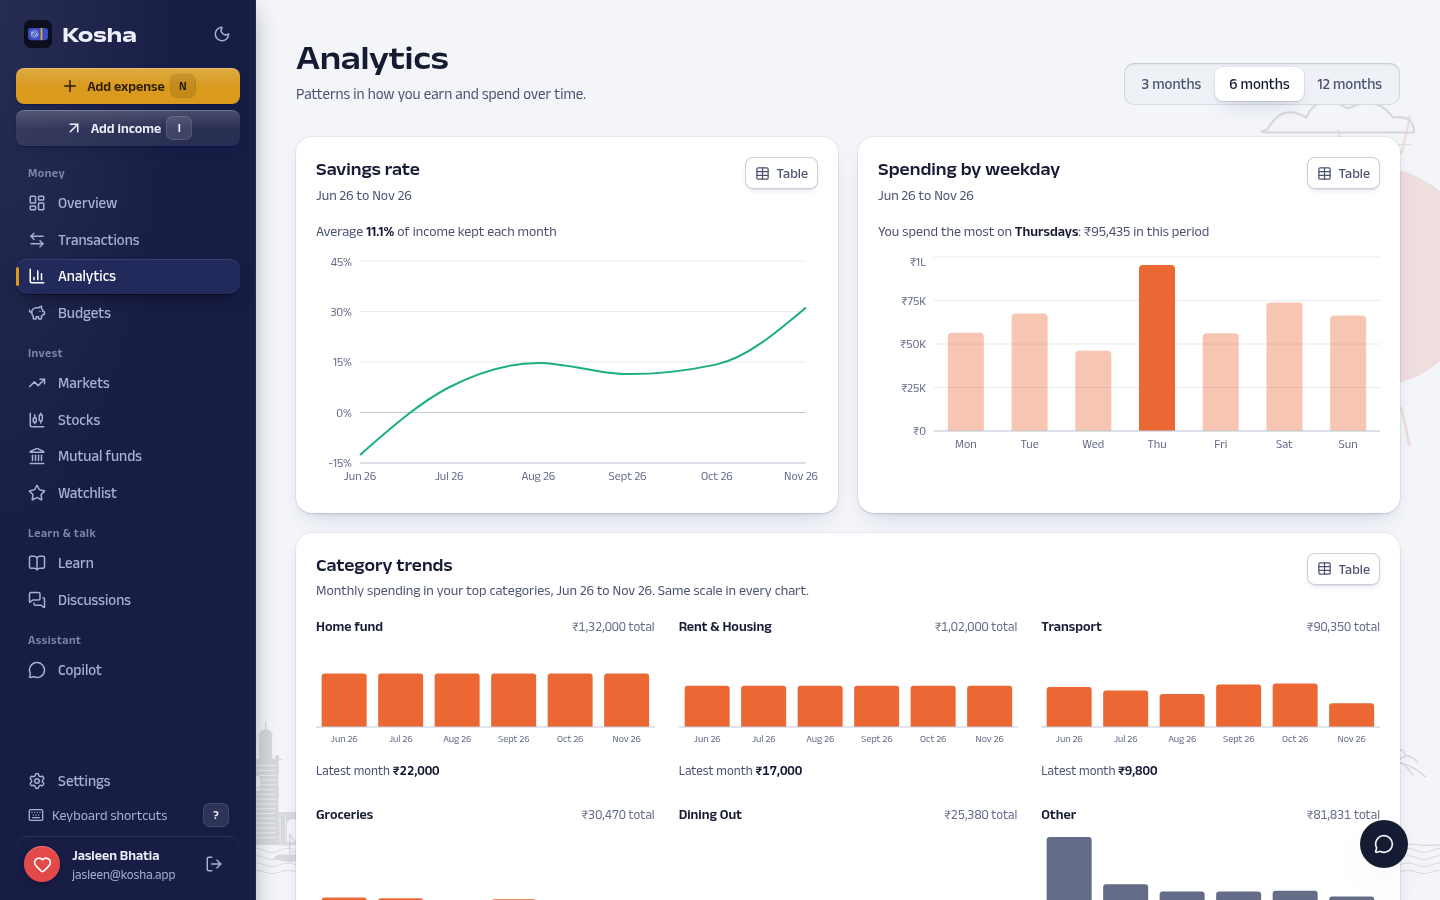 Kosha
Add expense N
Add income I
Money
Overview
Transactions
Analytics
Budgets
Invest
Markets
Stocks
Mutual funds
Watchlist
Learn & talk
Learn
Discussions
Assistant
Copilot
Settings
Keyboard shortcuts ?
Jasleen Bhatia
jasleen@kosha.app
Analytics
Patterns in how you earn and spend over time.
3 months 6 months 12 months
Savings rate
Table
Jun 26 to Nov 26
Average 11.1% of income kept each month
45%
30%
15%
0%
-15%
Jun 26 Jul 26 Aug 26 Sept 26 Oct 26 Nov 26
Spending by weekday
Table
Jun 26 to Nov 26
You spend the most on Thursdays: ₹95,435 in this period
₹1L
₹75K
₹50K
₹25K
₹0
Mon Tue Wed Thu Fri Sat Sun
Category trends
Table
Monthly spending in your top categories, Jun 26 to Nov 26. Same scale in every chart.
Home fund ₹1,32,000 total
Jun 26 Jul 26 Aug 26 Sept 26 Oct 26 Nov 26
Latest month ₹22,000
Rent & Housing ₹1,02,000 total
Jun 26 Jul 26 Aug 26 Sept 26 Oct 26 Nov 26
Latest month ₹17,000
Transport ₹90,350 total
Jun 26 Jul 26 Aug 26 Sept 26 Oct 26 Nov 26
Latest month ₹9,800
Groceries ₹30,470 total
Dining Out ₹25,380 total
Other ₹81,831 total